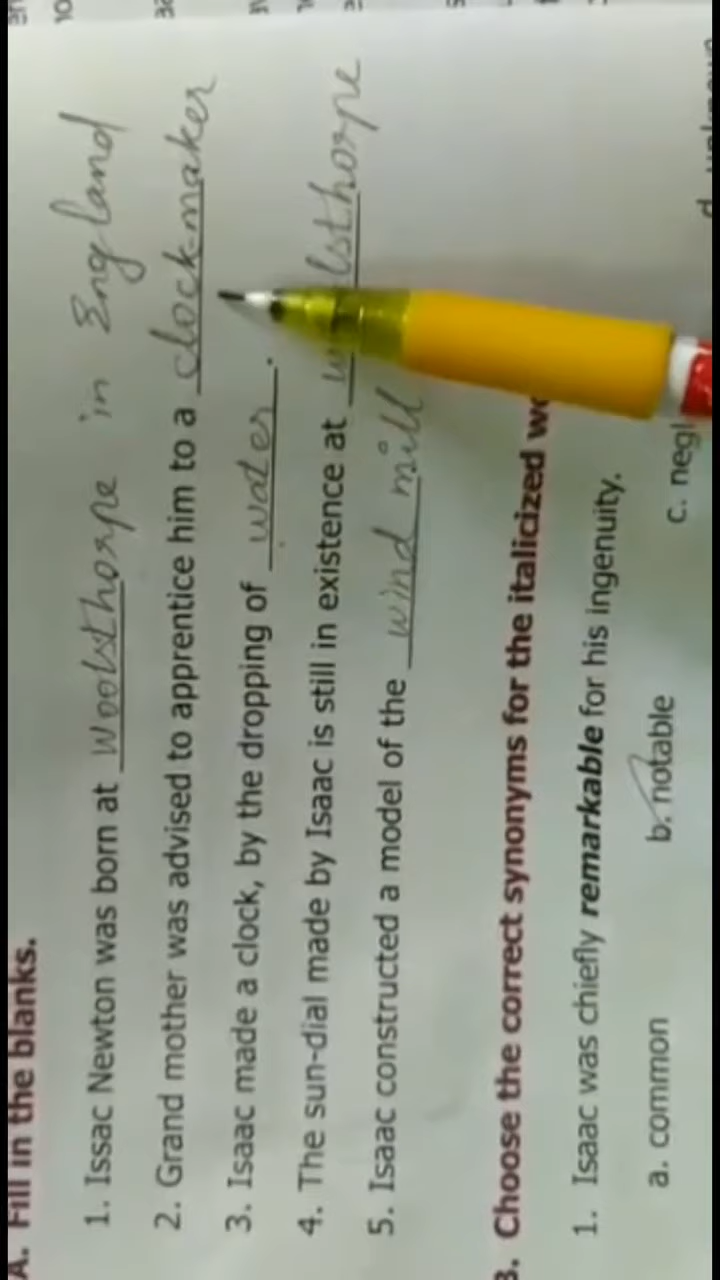 A. Fill in the blanks.
1. Issac Newton was born at Woolsthorpe in England
2. Grand mother was advised to apprentice him to a clock-maker
3. Isaac made a clock, by the dropping of water.
4. The sun-dial made by Isaac is still in existence at
5. Isaac constructed a model of the wind mill
B. Choose the correct synonyms for the italicized
1. Isaac was chiefly remarkable for his ingenuity.
a. common b. notable c. d.